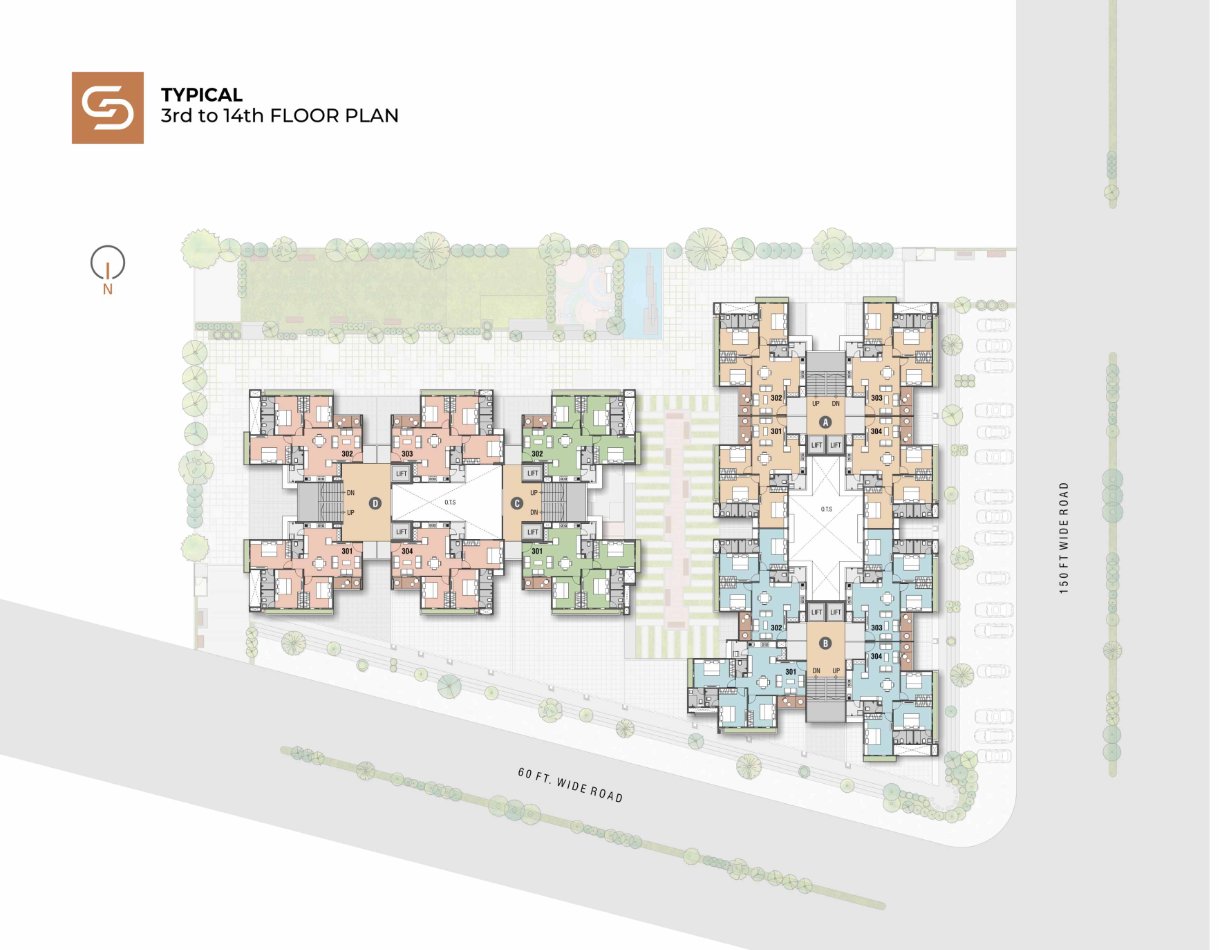 TYPICAL
3rd to 14th FLOOR PLAN
N
302
303
UP DN
A
301
304
LIFT LIFT
O.T.S
302
303
302
LIFT
LIFT
DN
UP
D
O.T.S
UP
DN
C
LIFT
LIFT
301
304
301
150 FT WIDE ROAD
LIFT LIFT
302
303
B
304
301
DN UP
60 FT. WIDE ROAD